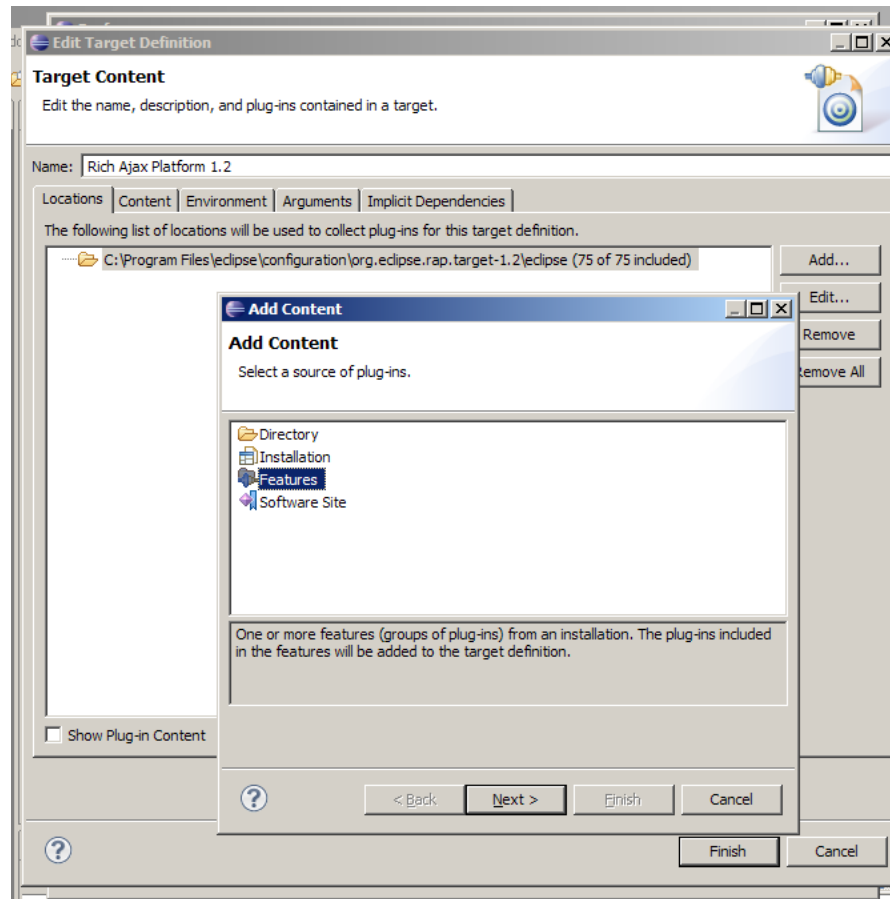 Edit Target Definition
Target Content
Edit the name, description, and plug-ins contained in a target.
Name: Rich Ajax Platform 1.2
Locations Content Environment Arguments Implicit Dependencies
The following list of locations will be used to collect plug-ins for this target definition.
C:\Program Files\eclipse\configuration\org.eclipse.rap.target-1.2\eclipse (75 of 75 included)
Add...
Edit...
Remove
Remove All
Add Content
Add Content
Select a source of plug-ins.
Directory
Installation
Features
Software Site
One or more features (groups of plug-ins) from an installation. The plug-ins included
in the features will be added to the target definition.
Show Plug-in Content
< Back Next > Finish Cancel
Finish Cancel